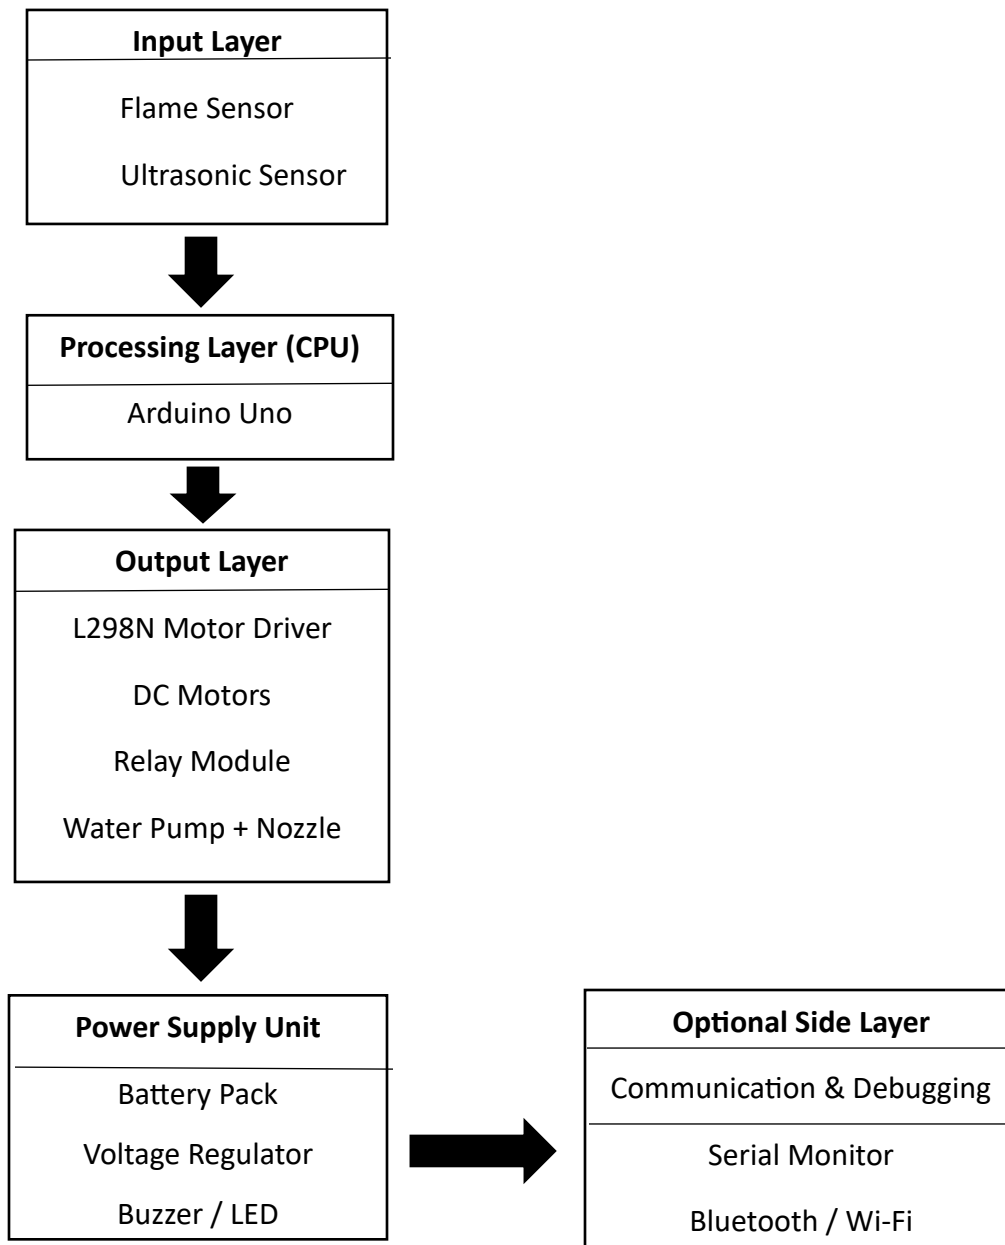 Input Layer
Flame Sensor
Ultrasonic Sensor
Processing Layer (CPU)
Arduino Uno
Output Layer
L298N Motor Driver
DC Motors
Relay Module
Water Pump + Nozzle
Power Supply Unit
Battery Pack
Voltage Regulator
Buzzer / LED
Optional Side Layer
Communication & Debugging
Serial Monitor
Bluetooth / Wi-Fi